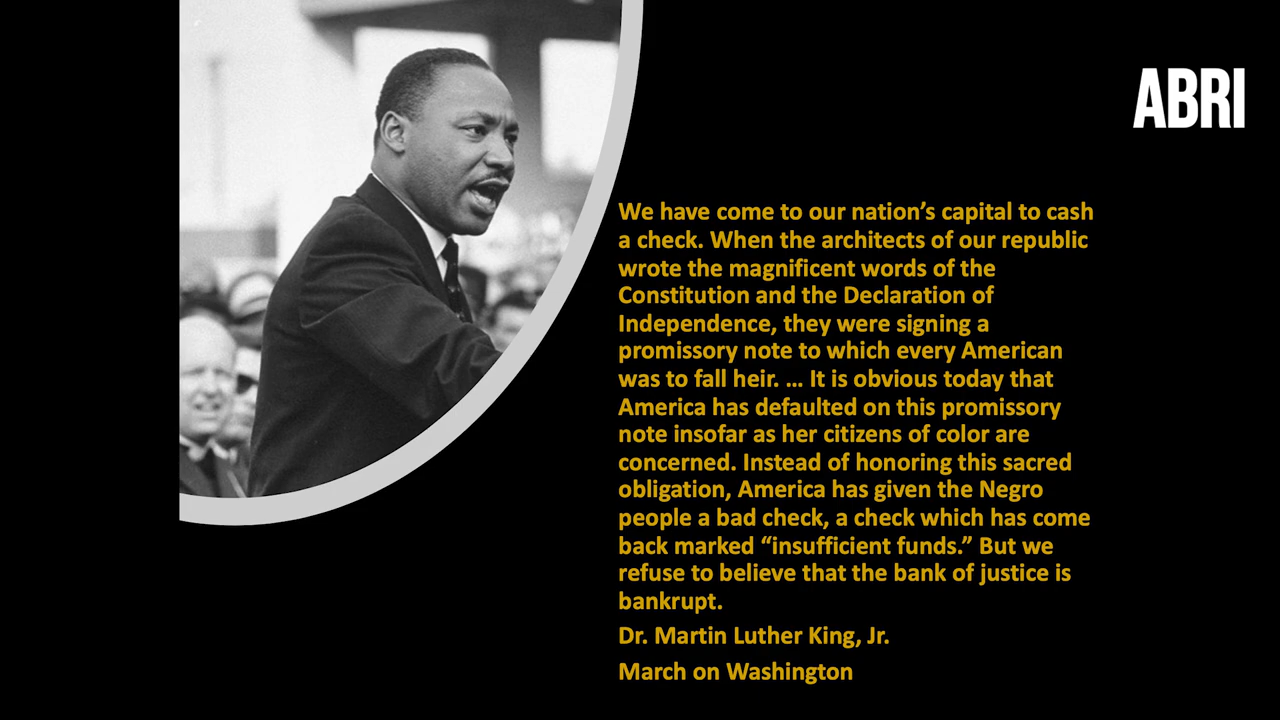 ABRI
We have come to our nation’s capital to cash
a check. When the architects of our republic
wrote the magnificent words of the
Constitution and the Declaration of
Independence, they were signing a
promissory note to which every American
was to fall heir. … It is obvious today that
America has defaulted on this promissory
note insofar as her citizens of color are
concerned. Instead of honoring this sacred
obligation, America has given the Negro
people a bad check, a check which has come
back marked “insufficient funds.” But we
refuse to believe that the bank of justice is
bankrupt.
Dr. Martin Luther King, Jr.
March on Washington